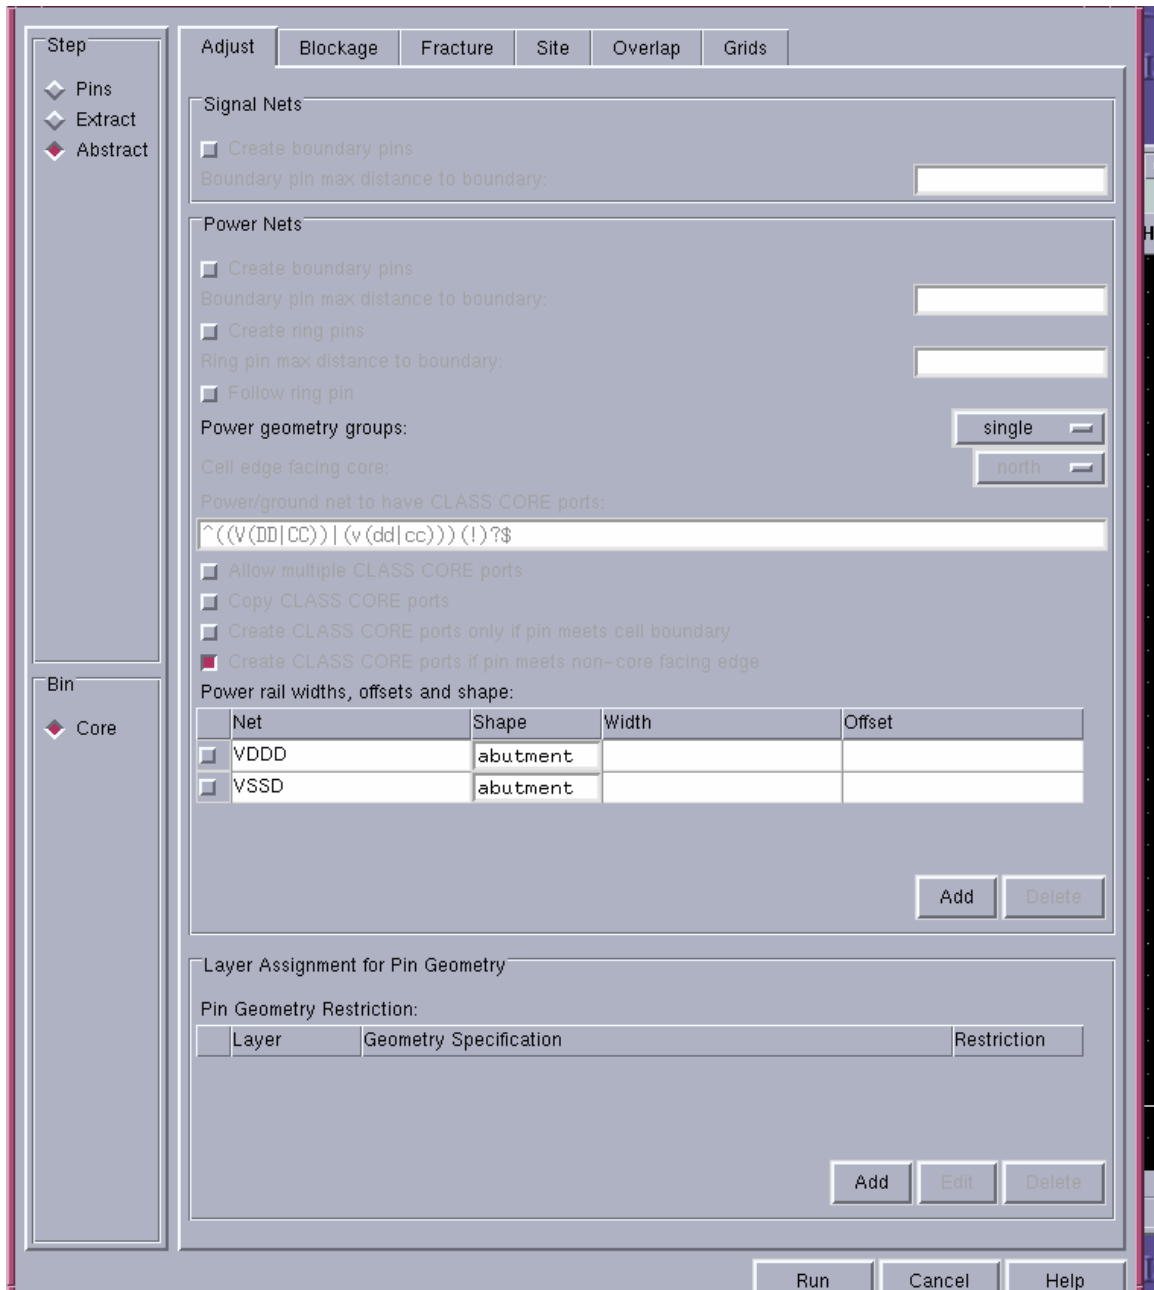 Step
Pins
Extract
Abstract
Bin
Core
Adjust Blockage Fracture Site Overlap Grids
Signal Nets
Create boundary pins
Boundary pin max distance to boundary:
Power Nets
Create boundary pins
Boundary pin max distance to boundary:
Create ring pins
Ring pin max distance to boundary:
Follow ring pin
Power geometry groups: single
Cell edge facing core: north
Power/ground net to have CLASS CORE ports:
^((V(DD|CC))|(v(dd|cc)))(!)?$
Allow multiple CLASS CORE ports
Copy CLASS CORE ports
Create CLASS CORE ports only if pin meets cell boundary
Create CLASS CORE ports if pin meets non-core facing edge
Power rail widths, offsets and shape:
Net Shape Width Offset
VDDD abutment
VSSD abutment
Add Delete
Layer Assignment for Pin Geometry
Pin Geometry Restriction:
Layer Geometry Specification Restriction
Add Edit Delete
Run Cancel Help